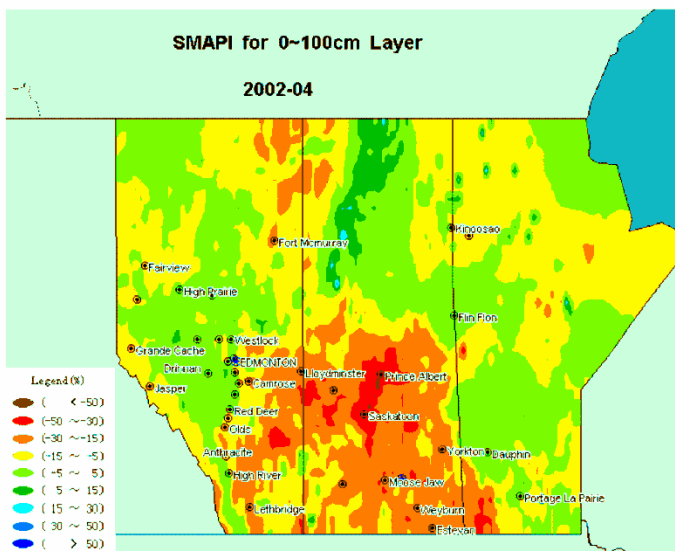 SMAPI for 0~100cm Layer
2002-04
Kinoosao
Fort Mcmurray
Fairview
High Prairie
Flin Flon
Westlock
Grande Cache
EDMONTON
Drinnan
Lloydminster
Prince Albert
Jasper
Camrose
Red Deer
Saskatoon
Olds
Anthracite
Yorkton
Dauphin
High River
Moose Jaw
Portage La Pairie
Lethbridge
Weyburn
Estevan
Legend(%)
( < -50)
(-50 ~ -30)
(-30 ~ -15)
(-15 ~ -5)
(-5 ~ 5)
( 5 ~ 15)
( 15 ~ 30)
( 30 ~ 50)
( > 50)